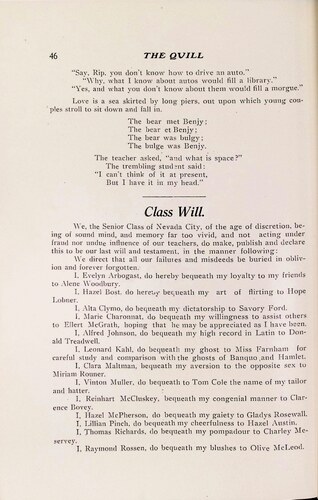 46 THE QUILL
"Say, Rip, you don't know how to drive an auto."
"Why, what I know about autos would fill a library."
"Yes, and what you don't know about them would fill a morgue."
Love is a sea skirted by long piers, out upon which young cou-
ples stroll to sit down and fall in.
The bear met Benjy;
The bear et Benjy;
The bear was bulgy;
The bulge was Benjy.
The teacher asked, "and what is space?"
The trembling student said:
"I can't think of it at present,
But I have it in my head."
Class Will.
We, the Senior Class of Nevada City, of the age of discretion, be-
ing of sound mind, and memory far too vivid, and not acting under
fraud nor undue influence of our teachers, do make, publish and declare
this to be our last will and testament, in the manner following:
We direct that all our failures and misdeeds be buried in obliv-
ion and forever forgotten.
I, Evelyn Arbogast, do hereby bequeath my loyalty to my friends
to Alene Woodbury.
I, Hazel Bost, do hereby bequeath my art of flirting to Hope
Lohner.
I, Alta Clymo, do bequeath my dictatorship to Savory Ford.
I, Marie Charonnat, do bequeath my willingness to assist others
to Ellert McGrath, hoping that he may be appreciated as I have been.
I, Alfred Johnson, do bequeath my high record in Latin to Don-
ald Treadwell.
I, Leonard Kahl, do bequeath my ghost to Miss Farnham for
careful study and comparison with the ghosts of Banquo and Hamlet.
I, Clara Maltman, bequeath my aversion to the opposite sex to
Miriam Rosner.
I, Vinton Muller, do bequeath to Tom Cole the name of my tailor
and hatter.
I, Reinhart McCluskey, bequeath my congenial manner to Clar-
ence Bovey.
I, Hazel McPherson, do bequeath my gaiety to Gladys Rosewall.
I, Lillian Pinch, do bequeath my cheerfulness to Hazel Austin.
I, Thomas Richards, do bequeath my pompadour to Charley Me-
servey.
I, Raymond Rossen, do bequeath my blushes to Olive McLeod.